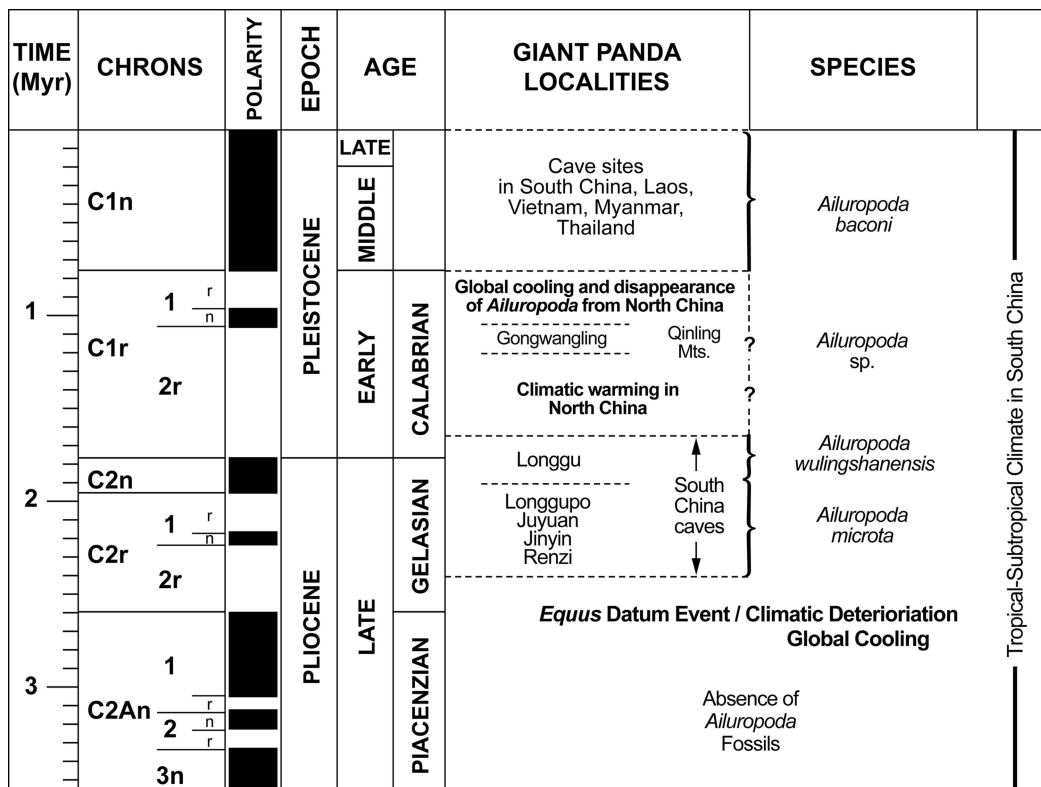 TIME
(Myr)
CHRONS
POLARITY
EPOCH
AGE
GIANT PANDA
LOCALITIES
SPECIES
1
2
3
C1n
1
r
n
C1r
2r
C2n
1
r
n
C2r
2r
1
C2An
r
n
2
r
3n
PLEISTOCENE
PLIOCENE
LATE
MIDDLE
EARLY
LATE
CALABRIAN
GELASIAN
PIACENZIAN
Cave sites
in South China, Laos,
Vietnam, Myanmar,
Thailand
Ailuropoda
baconi
Global cooling and disappearance
of Ailuropoda from North China
Gongwangling
Qinling
Mts.
?
Ailuropoda
sp.
Climatic warming in
North China
?
Longgu
Ailuropoda
wulingshanensis
Longgupo
Juyuan
Jinyin
Renzi
South
China
caves
Ailuropoda
microta
Equus Datum Event / Climatic Deterioriation
Global Cooling
Absence of
Ailuropoda
Fossils
Tropical-Subtropical Climate in South China